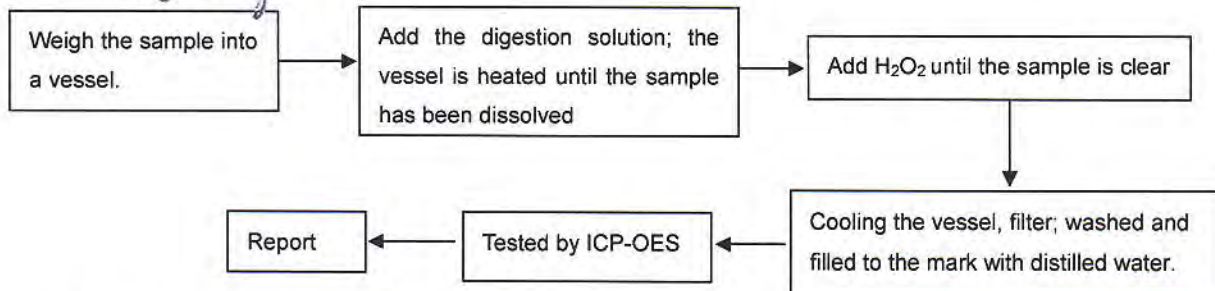 Weigh the sample into
a vessel.
Add the digestion solution; the
vessel is heated until the sample
has been dissolved
Add H₂O₂ until the sample is clear
Cooling the vessel, filter; washed and
filled to the mark with distilled water.
Tested by ICP-OES
Report